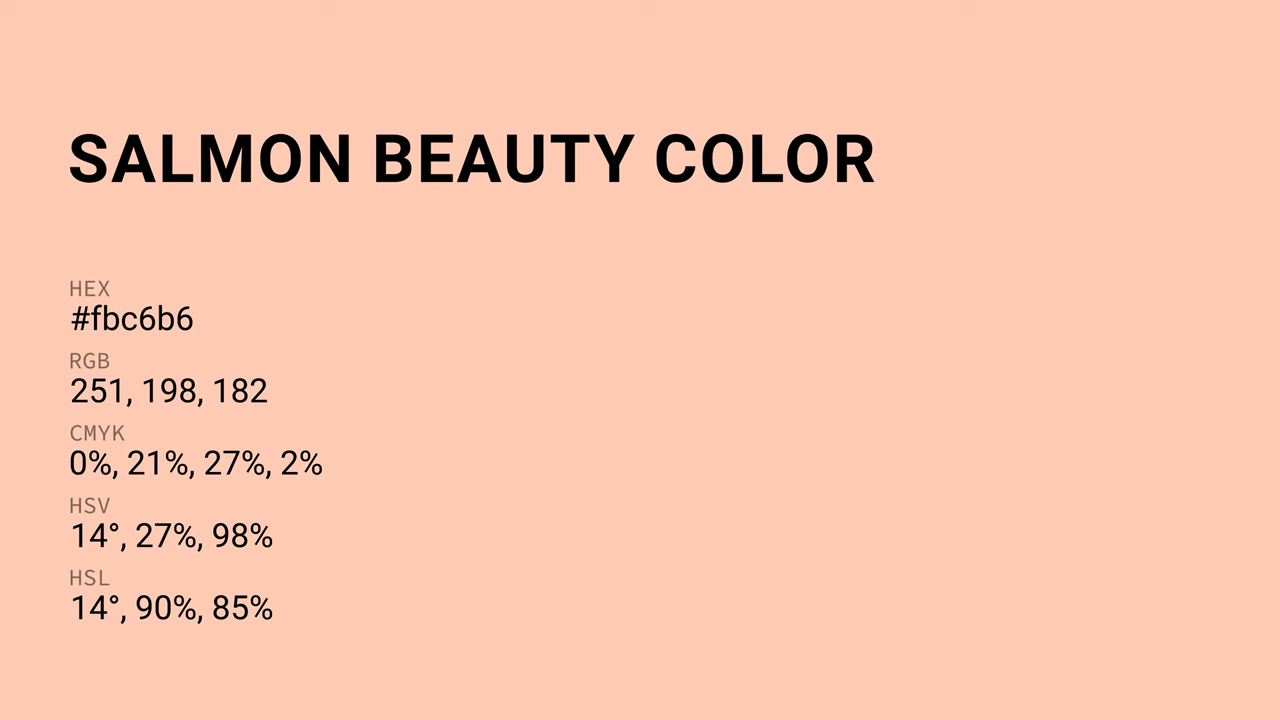 SALMON BEAUTY COLOR
HEX
#fbc6b6
RGB
251, 198, 182
CMYK
0%, 21%, 27%, 2%
HSV
14°, 27%, 98%
HSL
14°, 90%, 85%